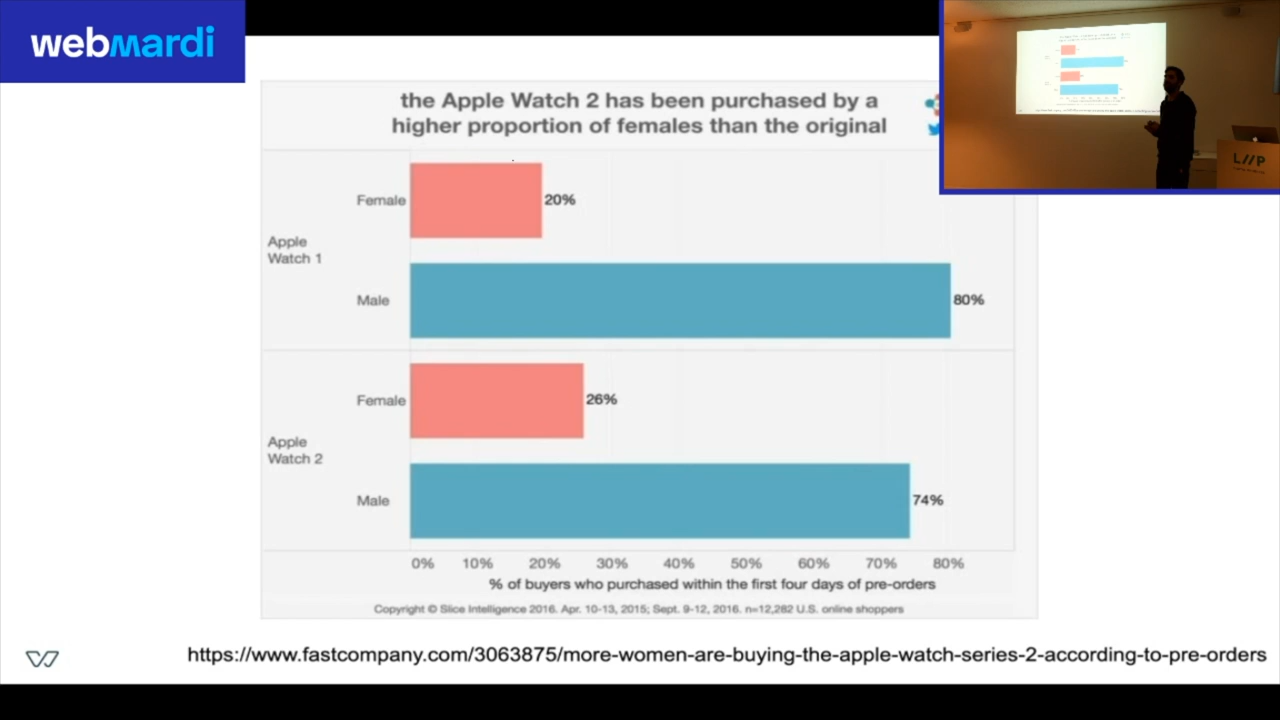 webmardi
the Apple Watch 2 has been purchased by a
higher proportion of females than the original
Female
20%
Apple
Watch 1
Male
80%
Female
26%
Apple
Watch 2
Male
74%
0% 10% 20% 30% 40% 50% 60% 70% 80%
% of buyers who purchased within the first four days of pre-orders
Copyright © Slice Intelligence 2016. Apr. 10-13, 2015; Sept. 9-12, 2016. n=12,282 U.S. online shoppers
https://www.fastcompany.com/3063875/more-women-are-buying-the-apple-watch-series-2-according-to-pre-orders
L//P